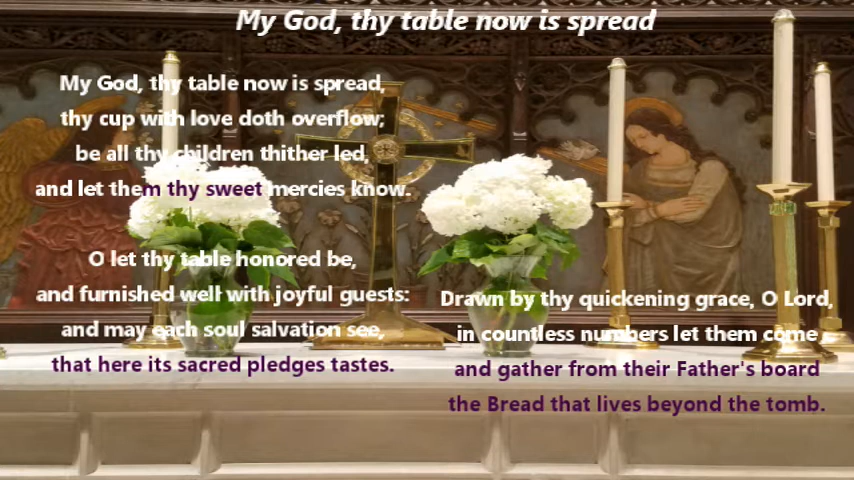 My God, thy table now is spread
My God, thy table now is spread,
thy cup with love doth overflow;
be all thy children thither led,
and let them thy sweet mercies know.
O let thy table honored be,
and furnished well with joyful guests:
and may each soul salvation see,
that here its sacred pledges tastes.
Drawn by thy quickening grace, O Lord,
in countless numbers let them come
and gather from their Father's board
the Bread that lives beyond the tomb.